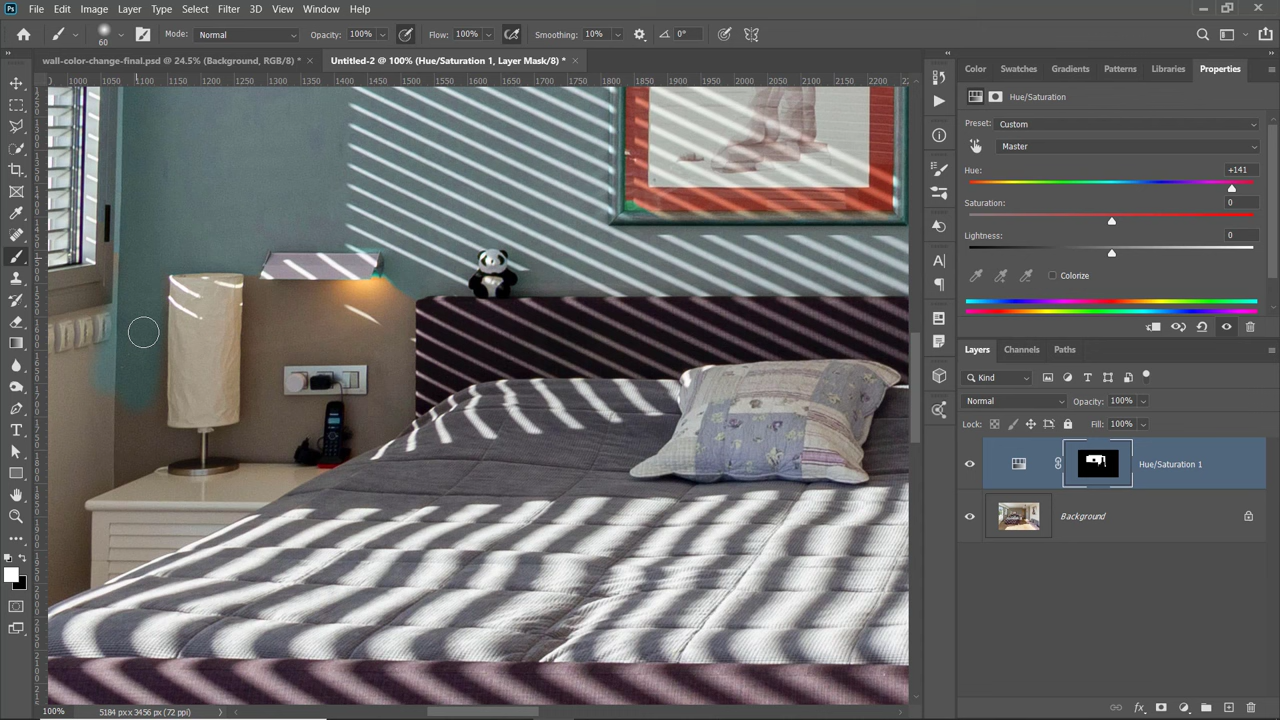 Ps File Edit Image Layer Type Select Filter 3D View Window Help
60 Mode: Normal Opacity: 100% Flow: 100% Smoothing: 10% 0°
wall-color-change-final.psd @ 24.5% (Background, RGB/8) * × Untitled-2 @ 100% (Hue/Saturation 1, Layer Mask/8) * ×
1000 1050 1100 1150 1200 1250 1300 1350 1400 1450 1500 1550 1600 1650 1700 1750 1800 1850 1900 1950 2000 2050 2100 2150 2200
Color Swatches Gradients Patterns Libraries Properties
Hue/Saturation
Preset: Custom
Master
Hue: +141
Saturation: 0
Lightness: 0
Colorize
Layers Channels Paths
Kind
Normal Opacity: 100%
Lock: Fill: 100%
Hue/Saturation 1
Background
100% 5184 px x 3456 px (72 ppi)